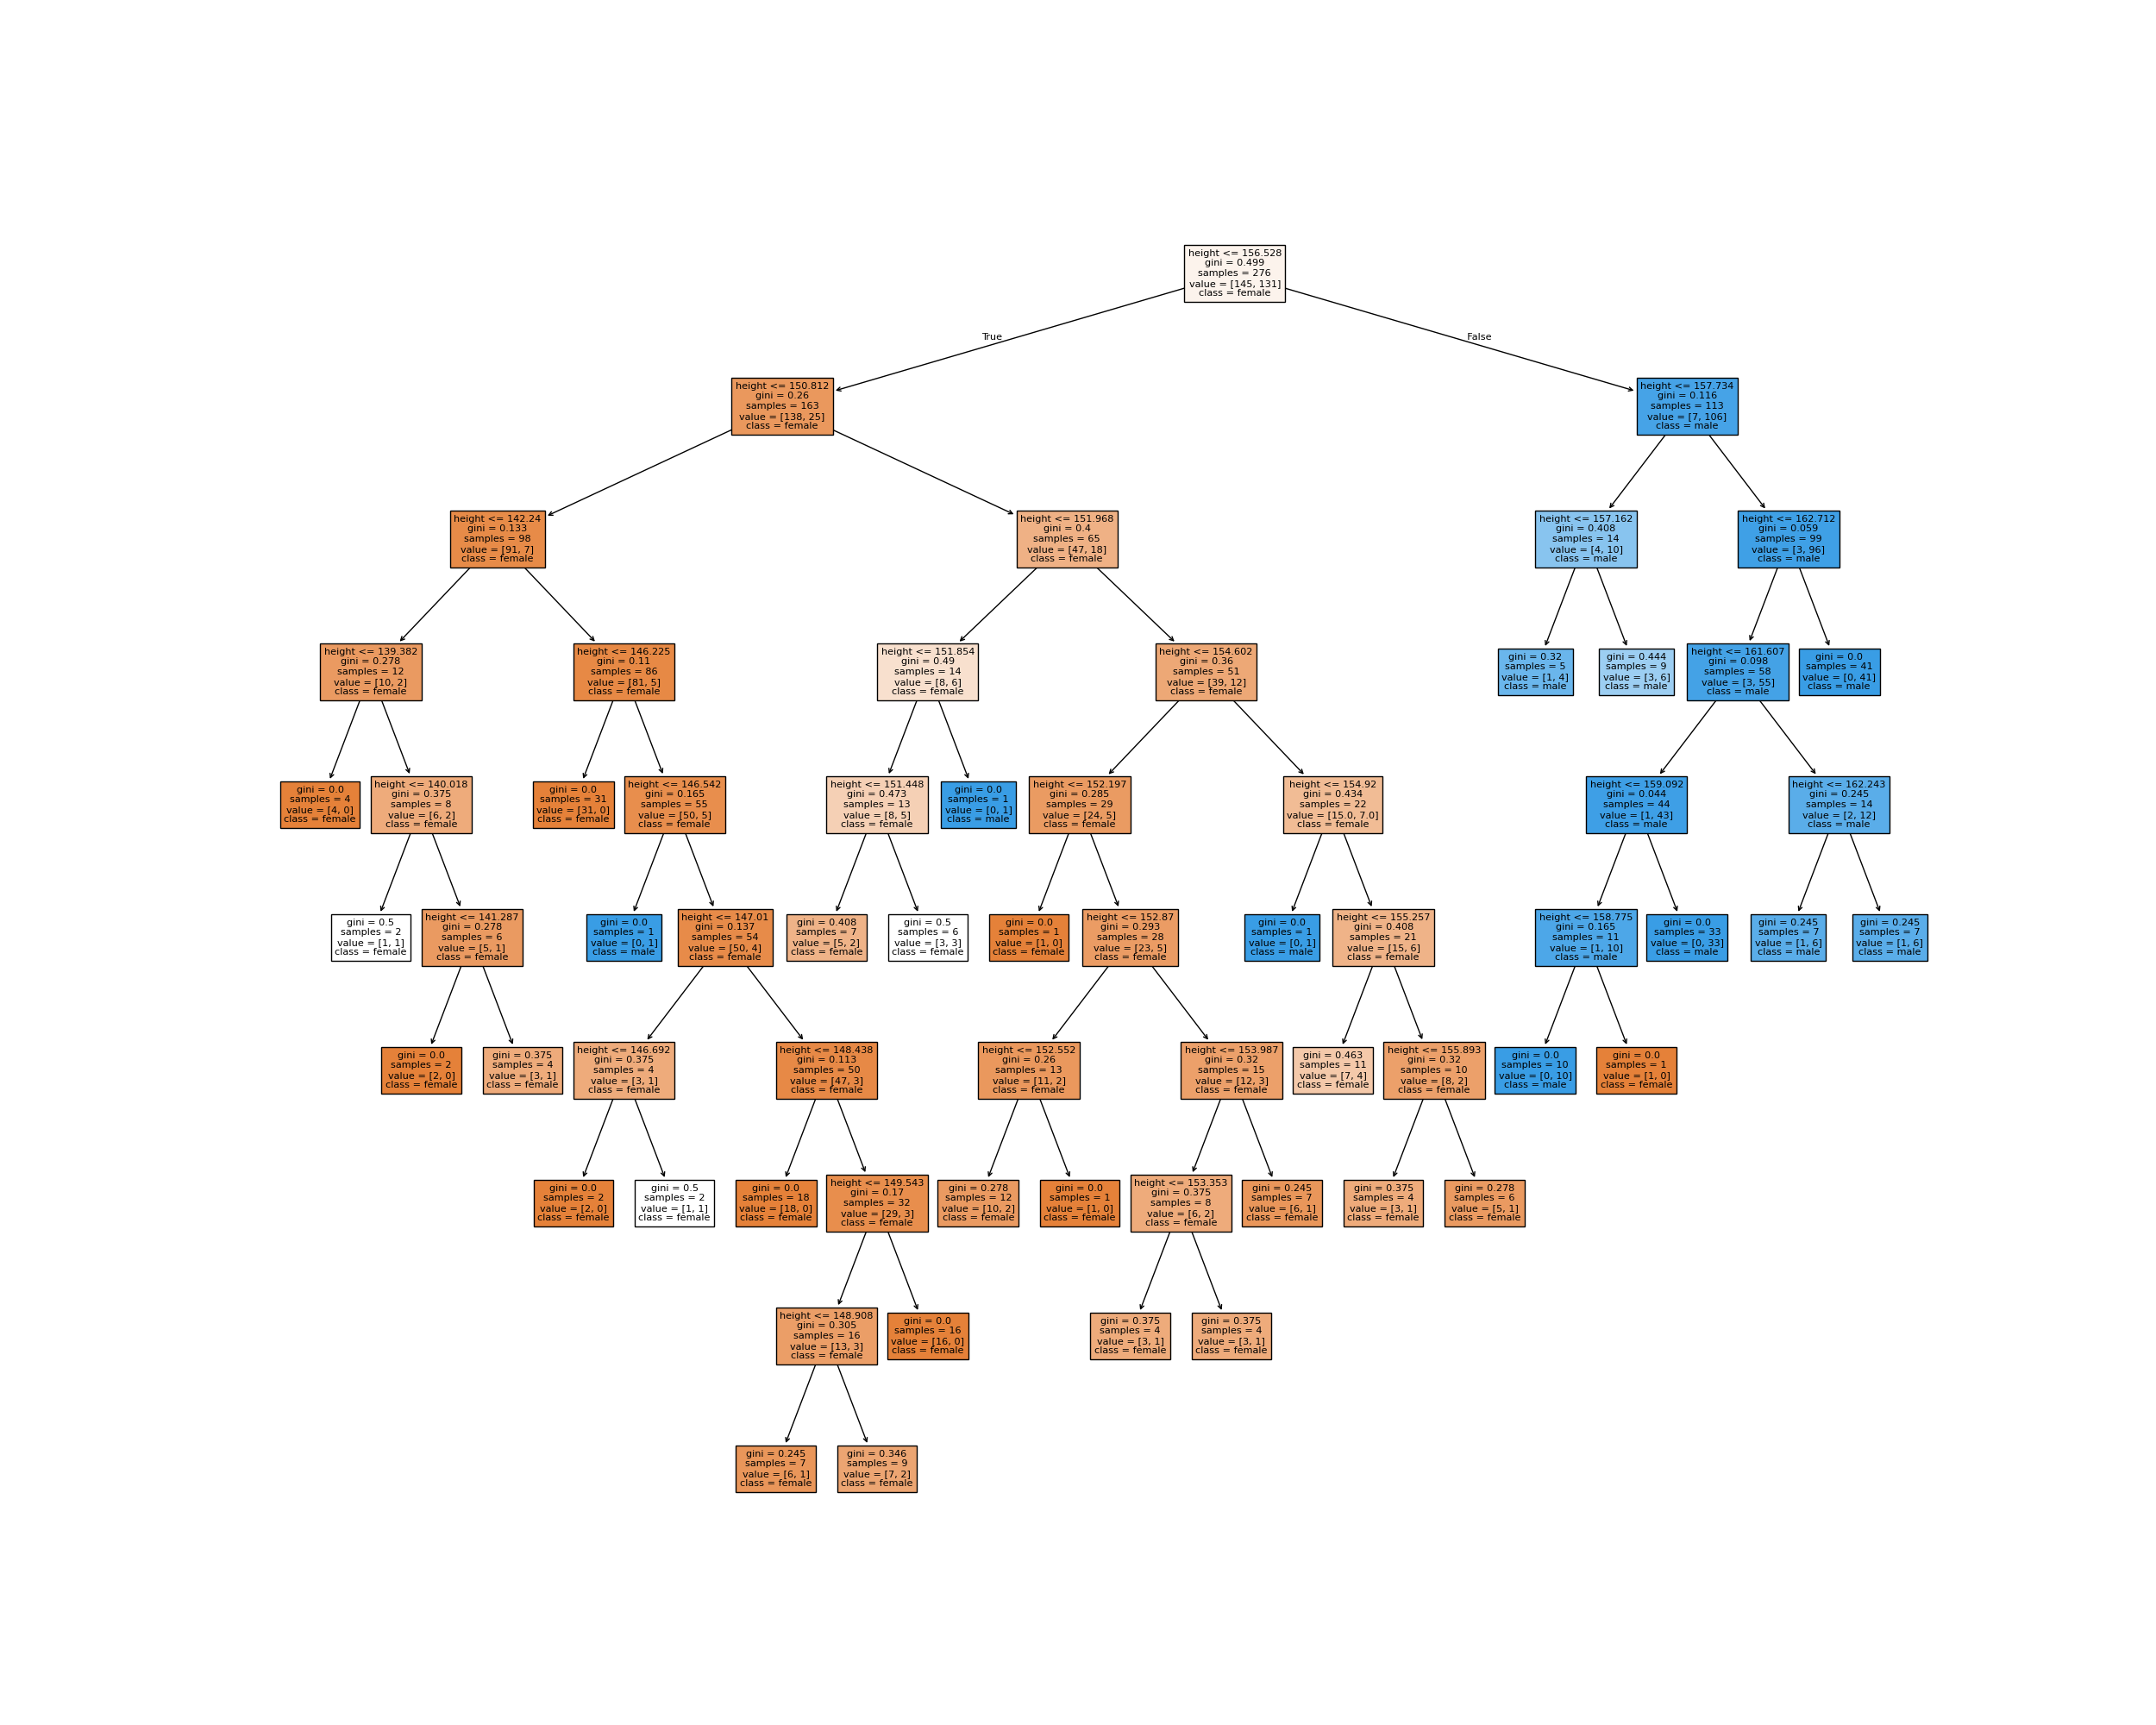 height <= 156.528
gini = 0.499
samples = 276
value = [145, 131]
class = female
True
False
height <= 150.812
gini = 0.26
samples = 163
value = [138, 25]
class = female
height <= 157.734
gini = 0.116
samples = 113
value = [7, 106]
class = male
height <= 142.24
gini = 0.133
samples = 98
value = [91, 7]
class = female
height <= 151.968
gini = 0.4
samples = 65
value = [47, 18]
class = female
height <= 157.162
gini = 0.408
samples = 14
value = [4, 10]
class = male
height <= 162.712
gini = 0.059
samples = 99
value = [3, 96]
class = male
height <= 139.382
gini = 0.278
samples = 12
value = [10, 2]
class = female
height <= 146.225
gini = 0.11
samples = 86
value = [81, 5]
class = female
height <= 151.854
gini = 0.49
samples = 14
value = [8, 6]
class = female
height <= 154.602
gini = 0.36
samples = 51
value = [39, 12]
class = female
gini = 0.32
samples = 5
value = [1, 4]
class = male
gini = 0.444
samples = 9
value = [3, 6]
class = male
height <= 161.607
gini = 0.098
samples = 58
value = [3, 55]
class = male
gini = 0.0
samples = 41
value = [0, 41]
class = male
gini = 0.0
samples = 4
value = [4, 0]
class = female
height <= 140.018
gini = 0.375
samples = 8
value = [6, 2]
class = female
gini = 0.0
samples = 31
value = [31, 0]
class = female
height <= 146.542
gini = 0.165
samples = 55
value = [50, 5]
class = female
height <= 151.448
gini = 0.473
samples = 13
value = [8, 5]
class = female
gini = 0.0
samples = 1
value = [0, 1]
class = male
height <= 152.197
gini = 0.285
samples = 29
value = [24, 5]
class = female
height <= 154.92
gini = 0.434
samples = 22
value = [15.0, 7.0]
class = female
height <= 159.092
gini = 0.044
samples = 44
value = [1, 43]
class = male
height <= 162.243
gini = 0.245
samples = 14
value = [2, 12]
class = male
gini = 0.5
samples = 2
value = [1, 1]
class = female
height <= 141.287
gini = 0.278
samples = 6
value = [5, 1]
class = female
gini = 0.0
samples = 1
value = [0, 1]
class = male
height <= 147.01
gini = 0.137
samples = 54
value = [50, 4]
class = female
gini = 0.408
samples = 7
value = [5, 2]
class = female
gini = 0.5
samples = 6
value = [3, 3]
class = female
gini = 0.0
samples = 1
value = [1, 0]
class = female
height <= 152.87
gini = 0.293
samples = 28
value = [23, 5]
class = female
gini = 0.0
samples = 1
value = [0, 1]
class = male
height <= 155.257
gini = 0.408
samples = 21
value = [15, 6]
class = female
height <= 158.775
gini = 0.165
samples = 11
value = [1, 10]
class = male
gini = 0.0
samples = 33
value = [0, 33]
class = male
gini = 0.245
samples = 7
value = [1, 6]
class = male
gini = 0.245
samples = 7
value = [1, 6]
class = male
gini = 0.0
samples = 2
value = [2, 0]
class = female
gini = 0.375
samples = 4
value = [3, 1]
class = female
height <= 146.692
gini = 0.375
samples = 4
value = [3, 1]
class = female
height <= 148.438
gini = 0.113
samples = 50
value = [47, 3]
class = female
height <= 152.552
gini = 0.26
samples = 13
value = [11, 2]
class = female
height <= 153.987
gini = 0.32
samples = 15
value = [12, 3]
class = female
gini = 0.463
samples = 11
value = [7, 4]
class = female
height <= 155.893
gini = 0.32
samples = 10
value = [8, 2]
class = female
gini = 0.0
samples = 10
value = [0, 10]
class = male
gini = 0.0
samples = 1
value = [1, 0]
class = female
gini = 0.0
samples = 2
value = [2, 0]
class = female
gini = 0.5
samples = 2
value = [1, 1]
class = female
gini = 0.0
samples = 18
value = [18, 0]
class = female
height <= 149.543
gini = 0.17
samples = 32
value = [29, 3]
class = female
gini = 0.278
samples = 12
value = [10, 2]
class = female
gini = 0.0
samples = 1
value = [1, 0]
class = female
height <= 153.353
gini = 0.375
samples = 8
value = [6, 2]
class = female
gini = 0.245
samples = 7
value = [6, 1]
class = female
gini = 0.375
samples = 4
value = [3, 1]
class = female
gini = 0.278
samples = 6
value = [5, 1]
class = female
height <= 148.908
gini = 0.305
samples = 16
value = [13, 3]
class = female
gini = 0.0
samples = 16
value = [16, 0]
class = female
gini = 0.375
samples = 4
value = [3, 1]
class = female
gini = 0.375
samples = 4
value = [3, 1]
class = female
gini = 0.245
samples = 7
value = [6, 1]
class = female
gini = 0.346
samples = 9
value = [7, 2]
class = female